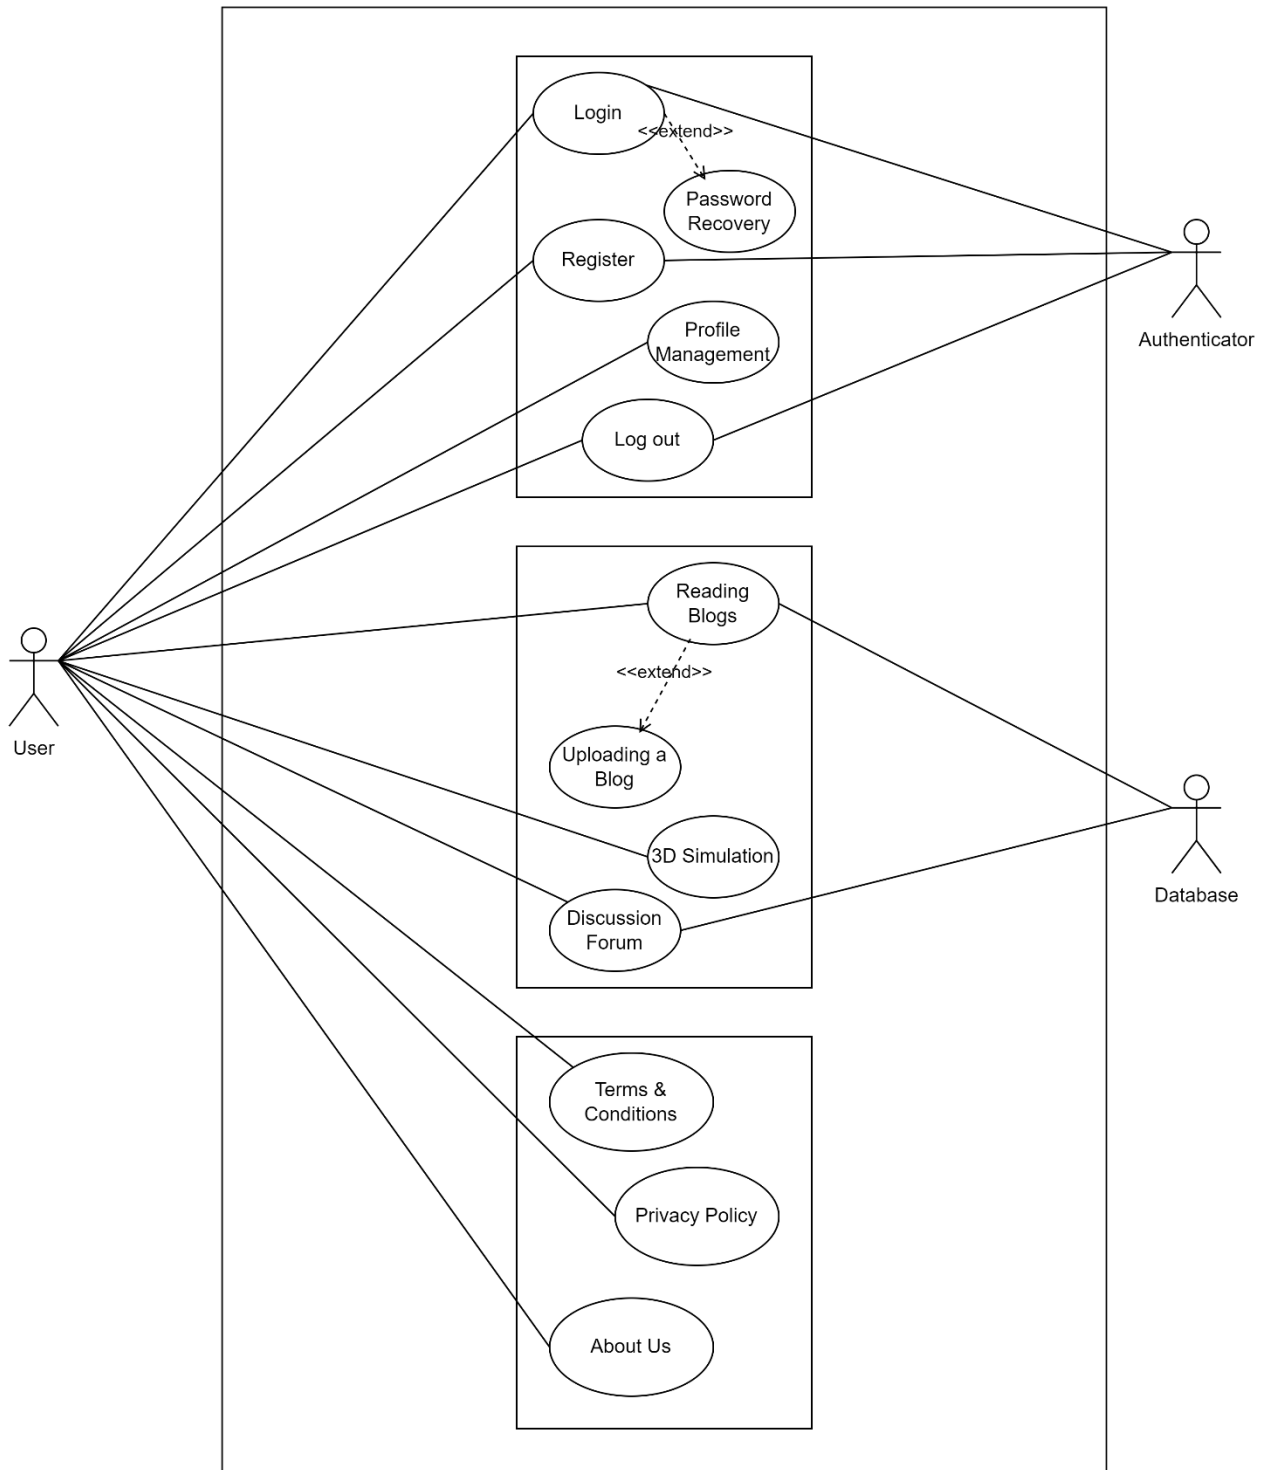 Login
<<extend>>
Password
Recovery
Register
Profile
Management
Log out
Authenticator
Reading
Blogs
<<extend>>
Uploading a
Blog
3D Simulation
Discussion
Forum
User
Database
Terms &
Conditions
Privacy Policy
About Us